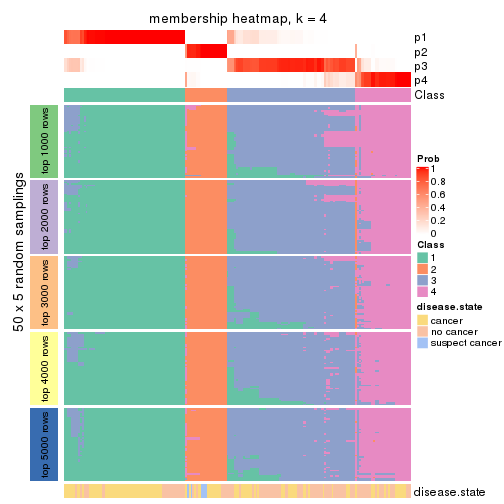 membership heatmap, k = 4
p1
p2
p3
p4
Class
50 x 5 random samplings
top 1000 rows
top 2000 rows
top 3000 rows
top 4000 rows
top 5000 rows
disease.state
Prob
1
0.8
0.6
0.4
0.2
0
Class
1
2
3
4
disease.state
cancer
no cancer
suspect cancer